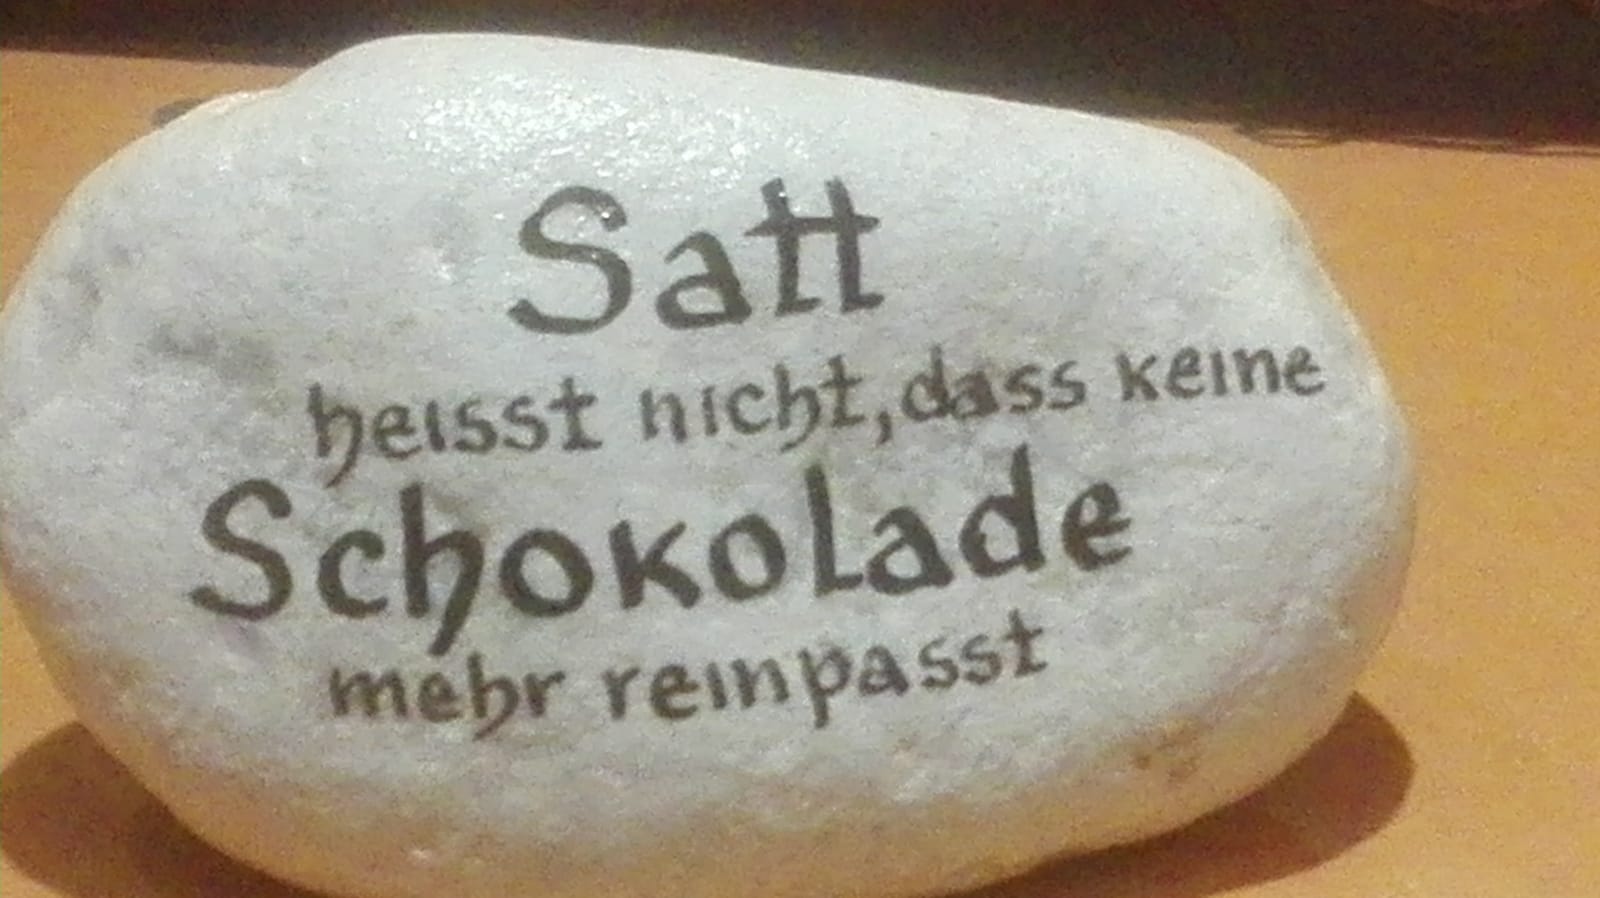 Satt
heisst nicht, dass keine
Schokolade
mehr reinpasst